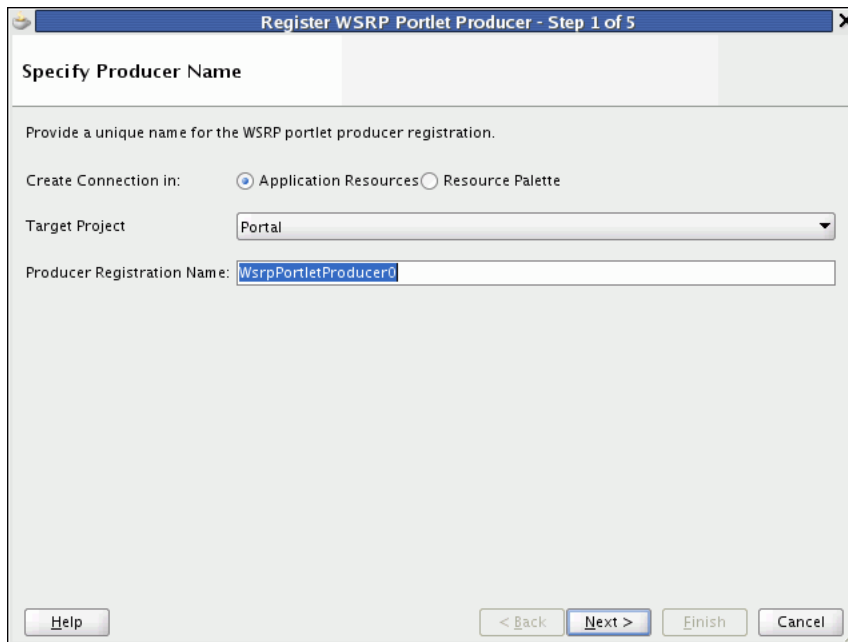 Register WSRP Portlet Producer - Step 1 of 5
Specify Producer Name
Provide a unique name for the WSRP portlet producer registration.
Create Connection in: Application Resources Resource Palette
Target Project Portal
Producer Registration Name: WsrpPortletProducer0
Help < Back Next > Finish Cancel